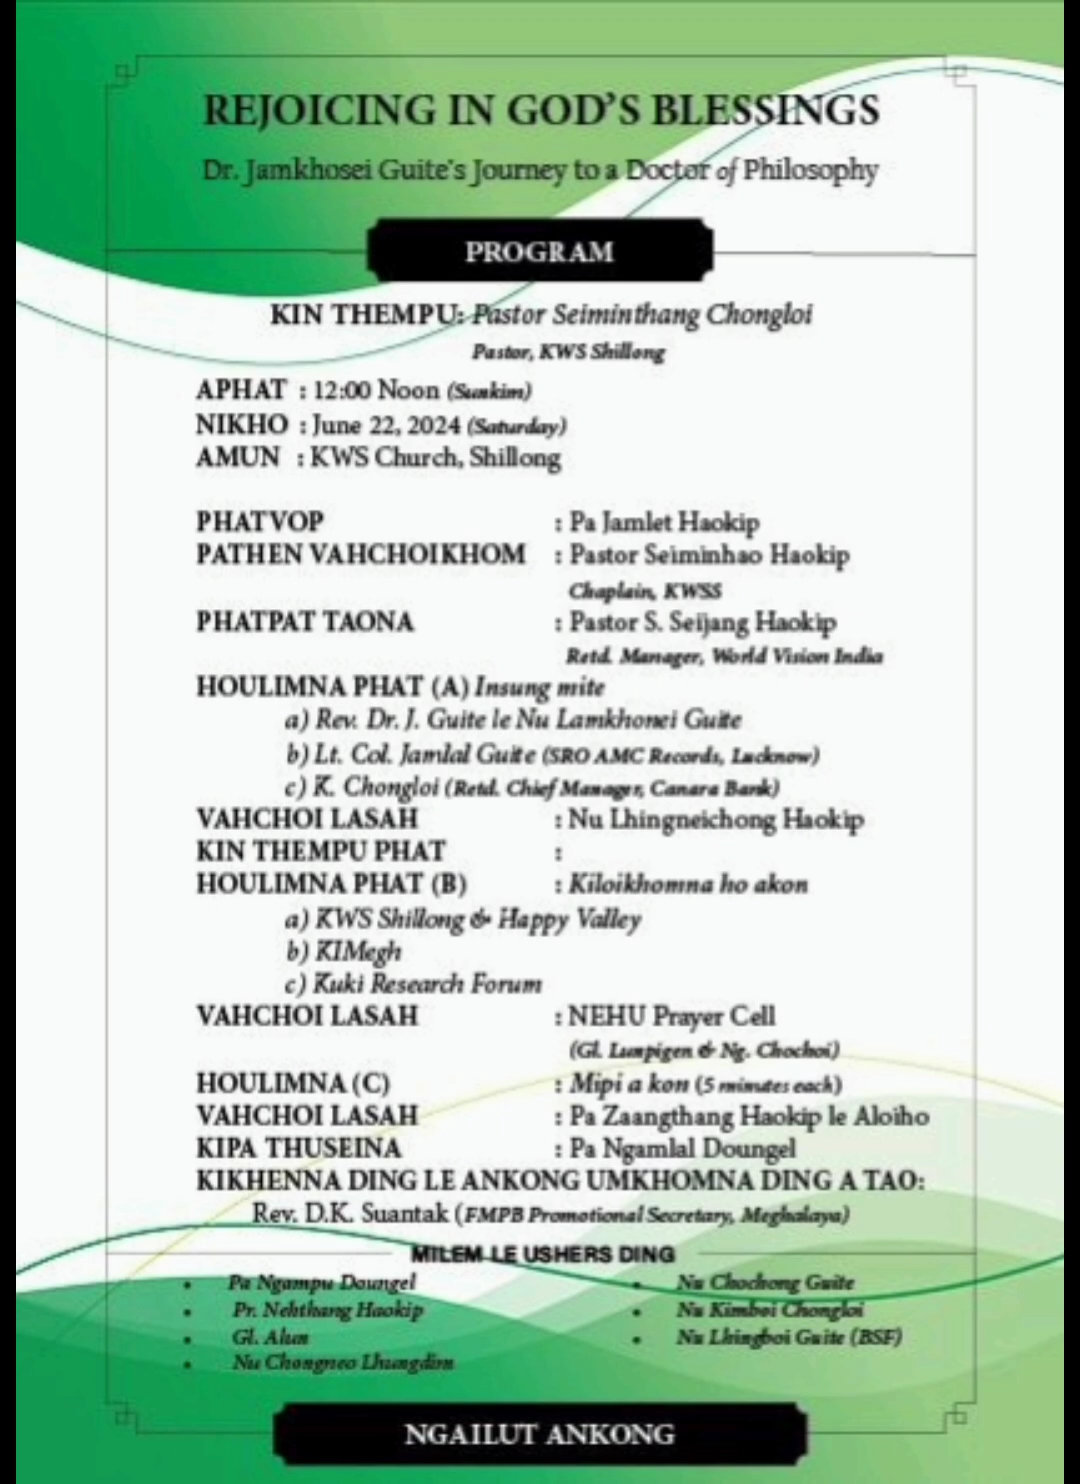 REJOICING IN GOD'S BLESSINGS
Dr. Jamkhosei Guite's Journey to a Doctor of Philosophy
PROGRAM
KIN THEMPU: Pastor Seiminthang Chongloi
Pastor, KWS Shillong
APHAT : 12:00 Noon (Sunkim)
NIKHO : June 22, 2024 (Saturday)
AMUN : KWS Church, Shillong
PHATVOP : Pa Jamlet Haokip
PATHEN VAHCHOIKHOM : Pastor Seiminhao Haokip
Chaplain, KWSS
PHATPAT TAONA : Pastor S. Seijang Haokip
Retd. Manager, World Vision India
HOULIMNA PHAT (A) Insung mite
a) Rev. Dr. J. Guite le Nu Lamkhonei Guite
b) Lt. Col. Jamlal Guite (SRO AMC Records, Lucknow)
c) K. Chongloi (Retd. Chief Manager, Canara Bank)
VAHCHOI LASAH : Nu Lhingneichong Haokip
KIN THEMPU PHAT :
HOULIMNA PHAT (B) : Kiloikhomna ho akon
a) KWS Shillong & Happy Valley
b) KIMegh
c) Kuki Research Forum
VAHCHOI LASAH : NEHU Prayer Cell
(Gl. Lunpigen & Ng. Chochoi)
HOULIMNA (C) : Mipi a kon (5 minutes each)
VAHCHOI LASAH : Pa Zaangthang Haokip le Aloiho
KIPA THUSEINA : Pa Ngamlal Doungel
KIKHENNA DING LE ANKONG UMKHOMNA DING A TAO:
Rev. D.K. Suantak (FMPB Promotional Secretary, Meghalaya)
MILEM LE USHERS DING
• Pa Ngampu Doungel
• Pr. Nehthang Haokip
• Gl. Alun
• Nu Chongneo Lhungdim
• Nu Chochong Guite
• Nu Kimboi Chongloi
• Nu Lhingboi Guite (BSF)
NGAILUT ANKONG